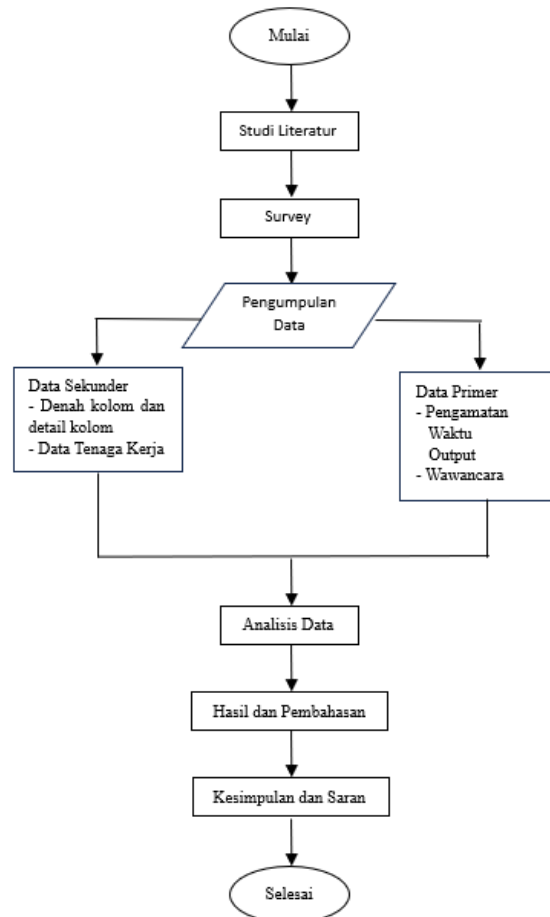 Mulai
Studi Literatur
Survey
Pengumpulan
Data
Data Sekunder
- Denah kolom dan
detail kolom
- Data Tenaga Kerja
Data Primer
- Pengamatan
Waktu
Output
- Wawancara
Analisis Data
Hasil dan Pembahasan
Kesimpulan dan Saran
Selesai